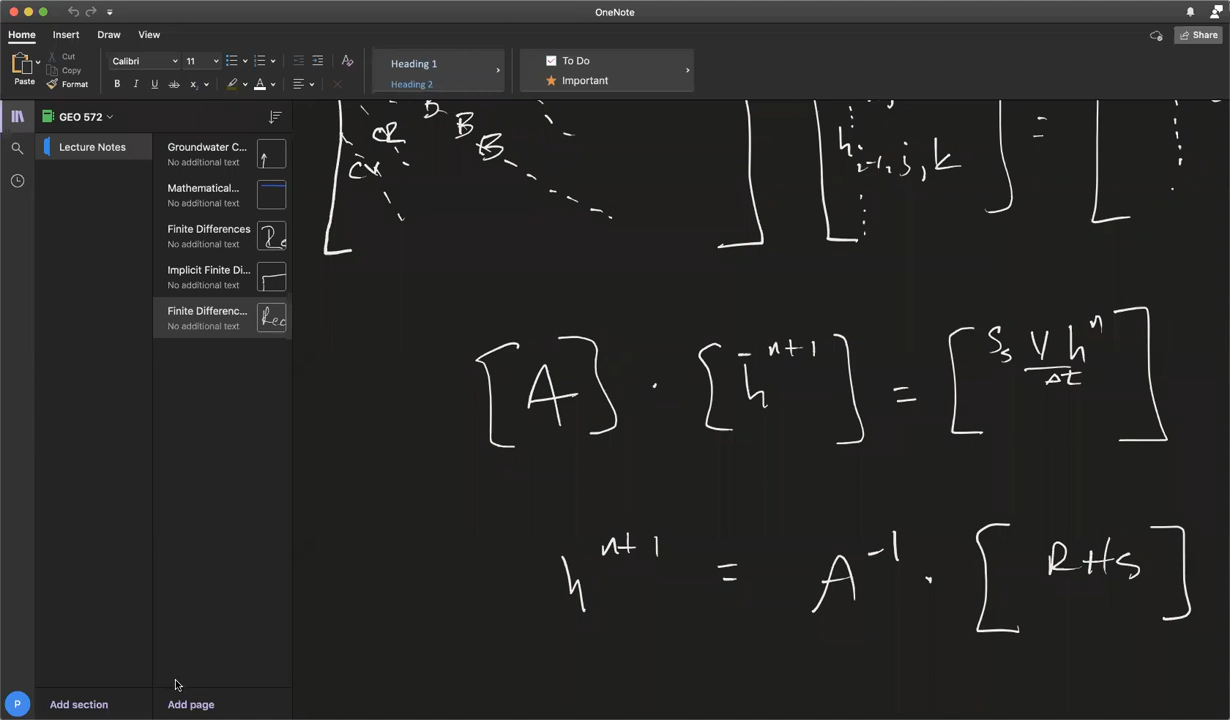 OneNote
Home Insert Draw View
Share
Paste
Cut
Copy
Format
Calibri 11
B I U ab x
A
Heading 1
Heading 2
To Do
Important
GEO 572
Lecture Notes
Groundwater C...
No additional text
Mathematical...
No additional text
Finite Differences
No additional text
Implicit Finite Di...
No additional text
Finite Differenc...
No additional text
Add section
Add page
P
CR B B
CV
h i-1, j, k
=
[A] · [h^n+1] = [S_s V h^n / Δt]
h^n+1 = A^-1 · [RHS]